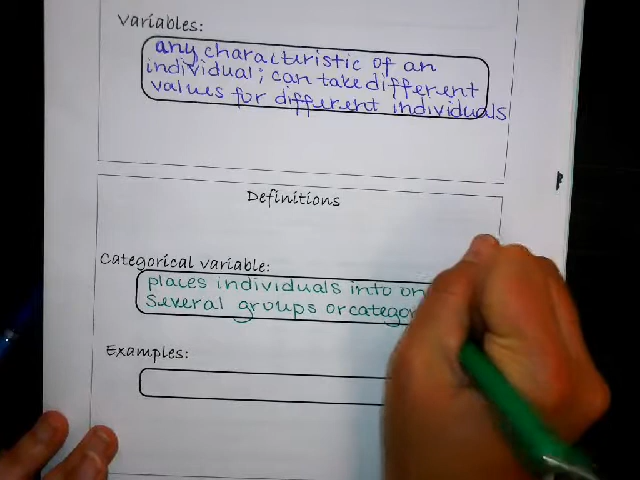 Variables:
any characteristic of an
individual; can take different
values for different individuals
Definitions
Categorical variable:
places individuals into on
Several groups or categor
Examples: